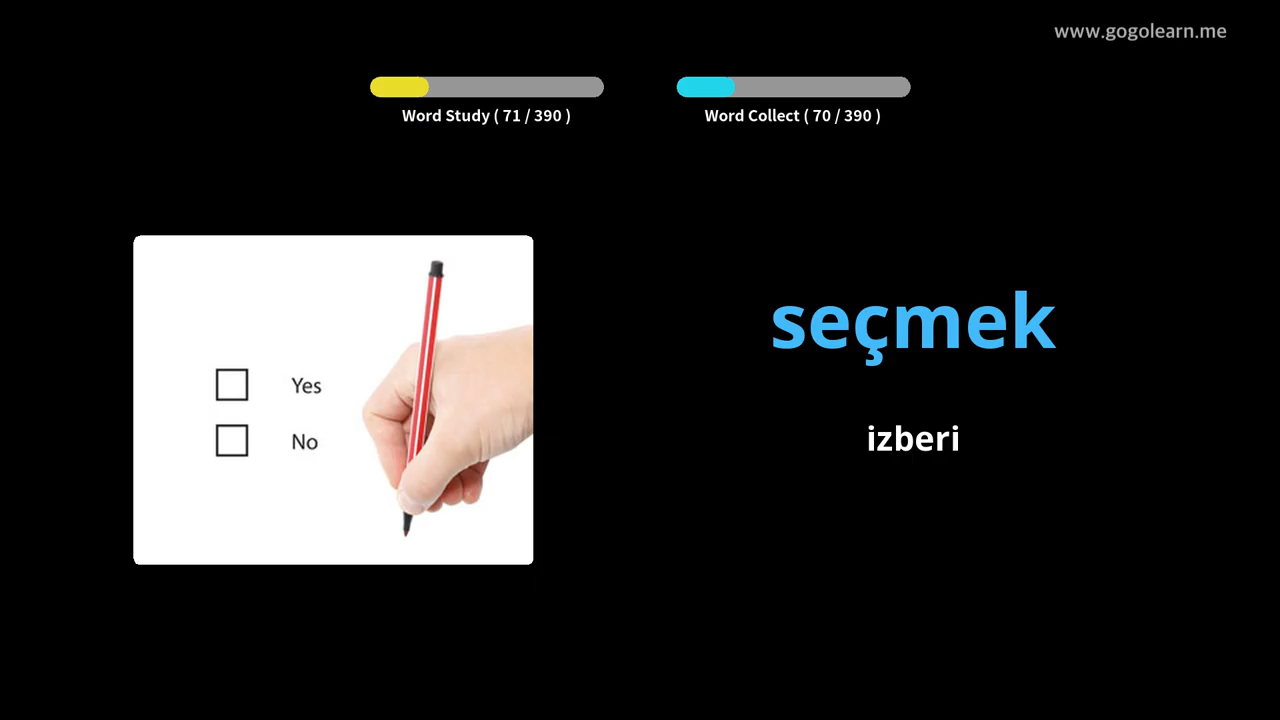 www.gogolearn.me
Word Study ( 71 / 390 )
Word Collect ( 70 / 390 )
Yes
No
seçmek
izberi